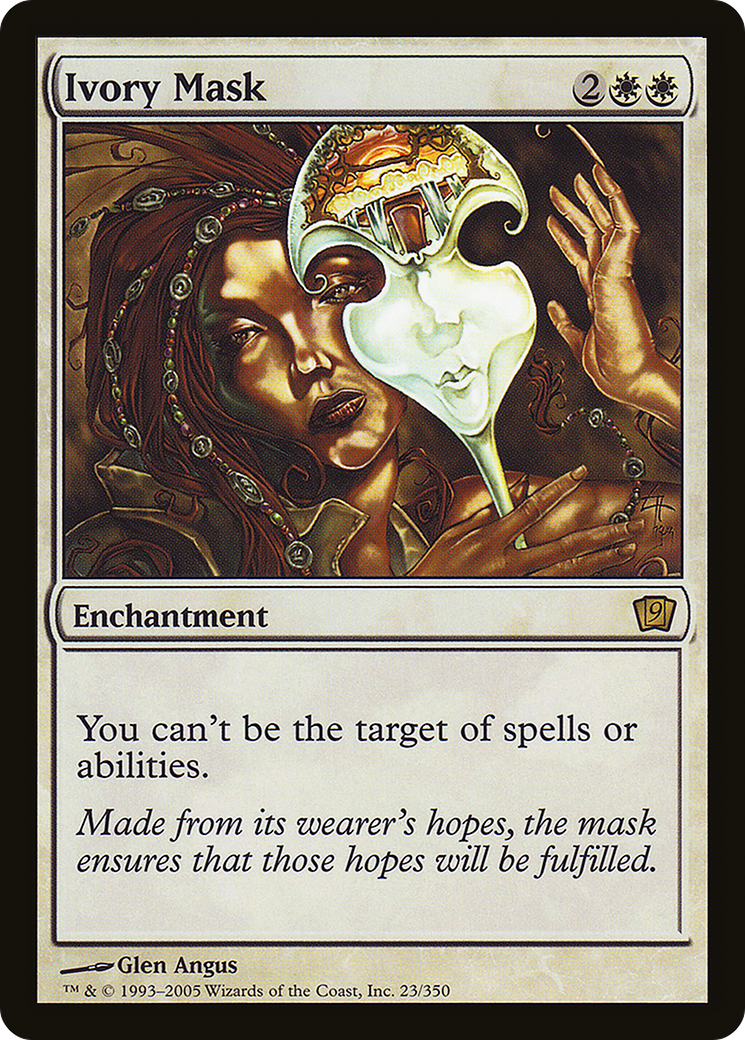 Ivory Mask 2
Enchantment 9
You can't be the target of spells or
abilities.
Made from its wearer's hopes, the mask
ensures that those hopes will be fulfilled.
Glen Angus
™ & © 1993–2005 Wizards of the Coast, Inc. 23/350